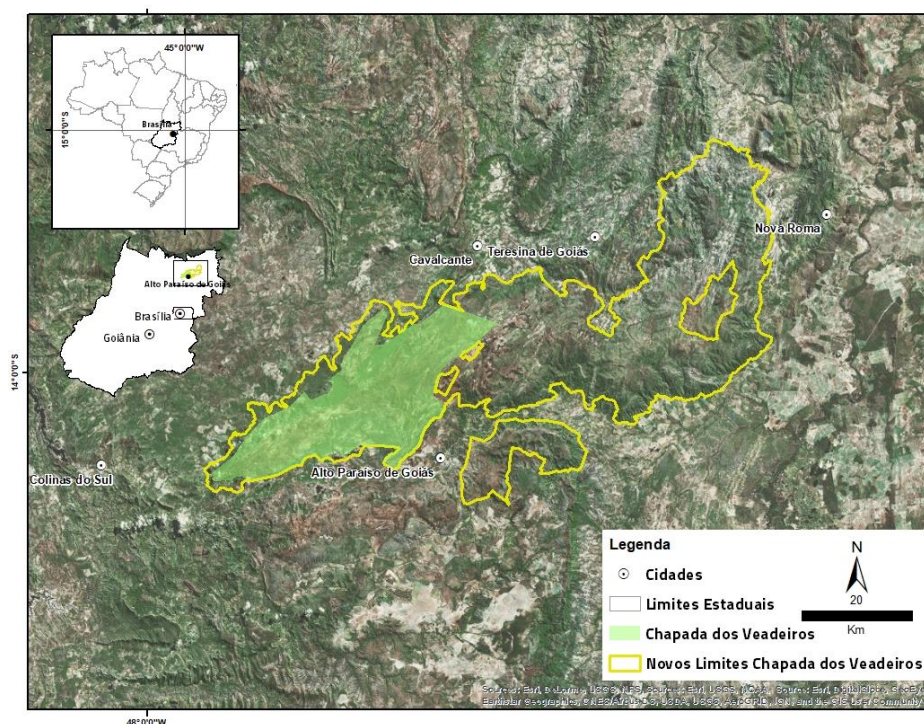 45°0'0"W
15°0'0"S
Brasília
Alto Paraíso de Goiás
Brasília
Goiânia
Nova Roma
Teresina de Goiás
Cavalcante
14°0'0"S
Alto Paraíso de Goiás
Colinas do Sul
Legenda
Cidades
Limites Estaduais
Chapada dos Veadeiros
Novos Limites Chapada dos Veadeiros
N
20
Km
48°0'0"W